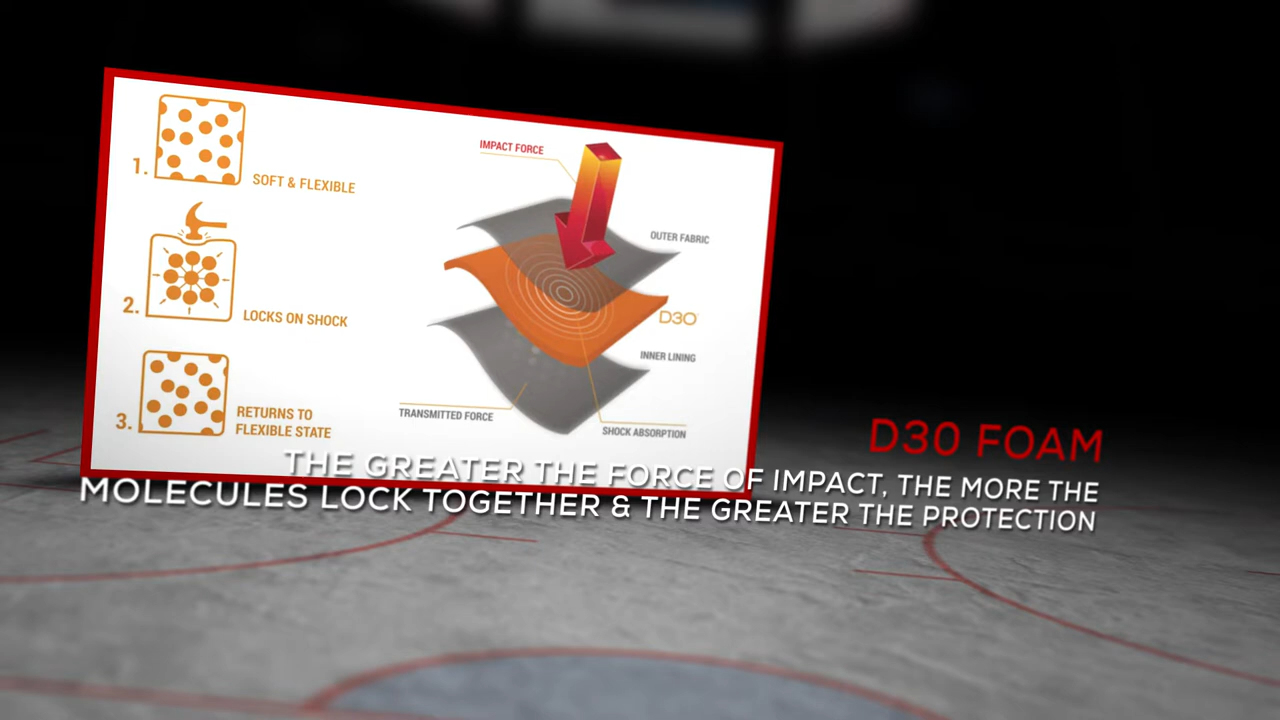 1. SOFT & FLEXIBLE
2. LOCKS ON SHOCK
3. RETURNS TO
FLEXIBLE STATE
IMPACT FORCE
OUTER FABRIC
D3O
INNER LINING
TRANSMITTED FORCE
SHOCK ABSORPTION
D30 FOAM
THE GREATER THE FORCE OF IMPACT, THE MORE THE
MOLECULES LOCK TOGETHER & THE GREATER THE PROTECTION